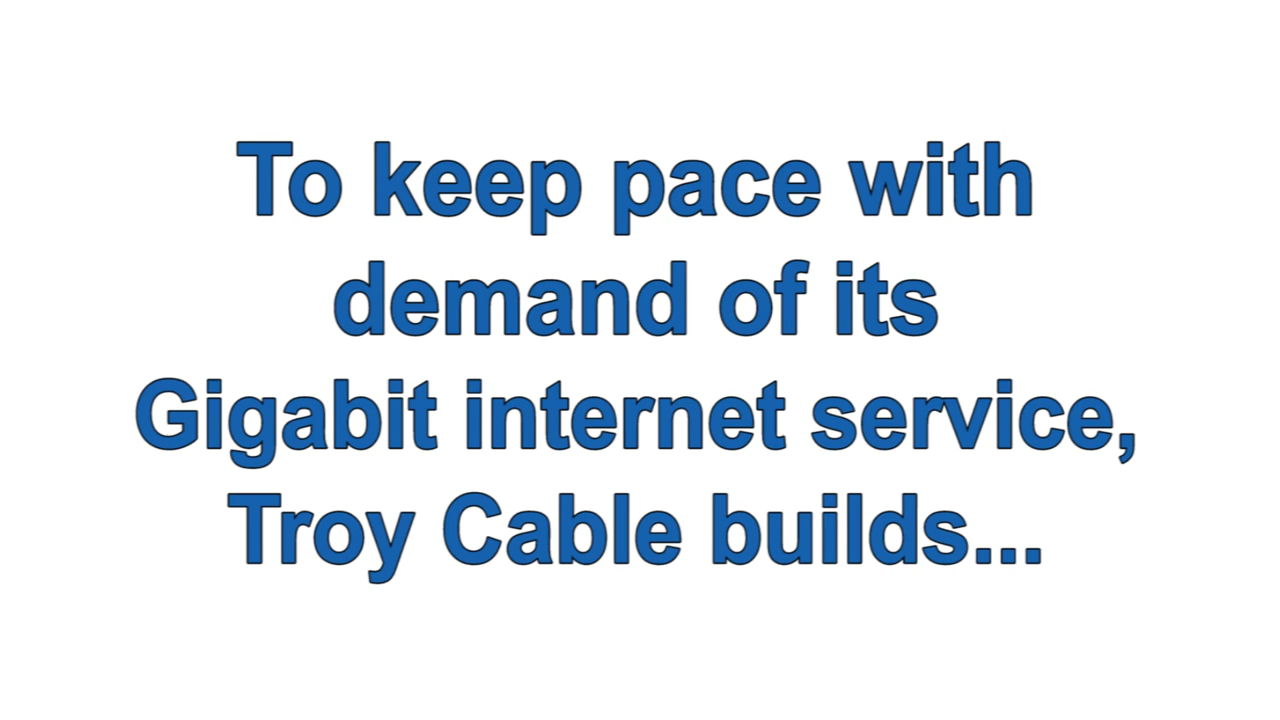 To keep pace with
demand of its
Gigabit internet service,
Troy Cable builds...